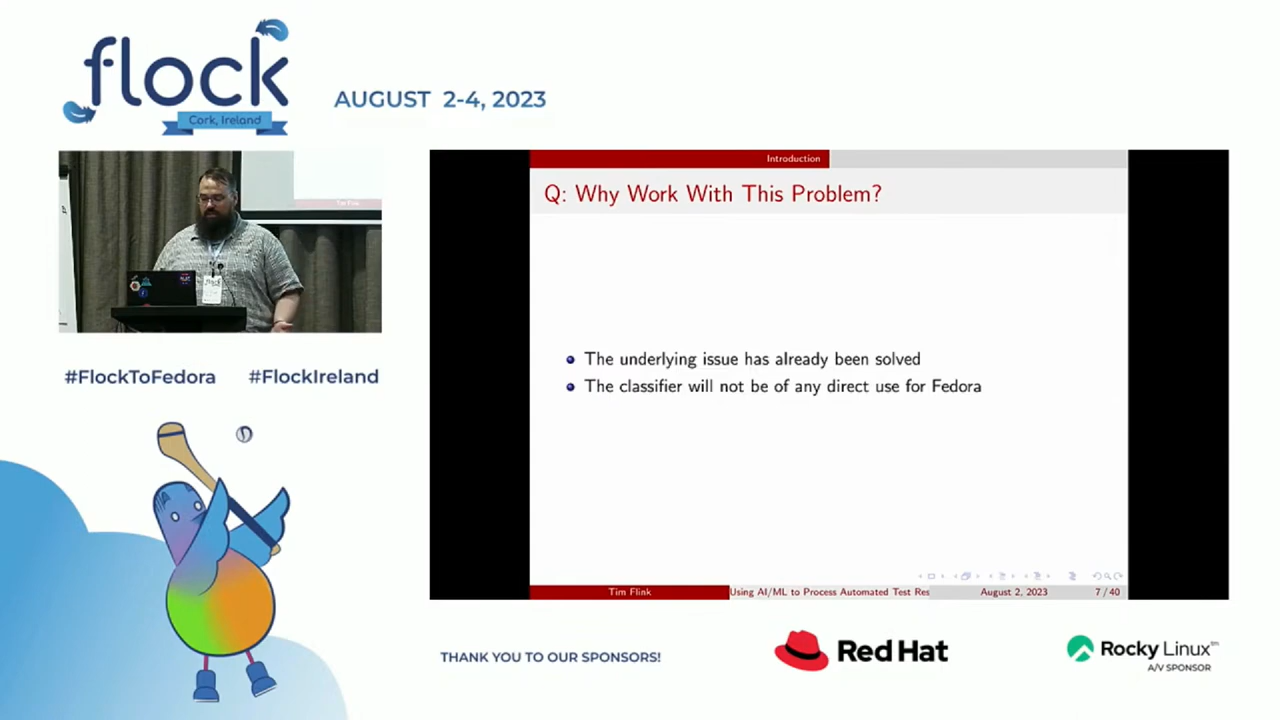 flock
Cork, Ireland
AUGUST 2-4, 2023
Introduction
Q: Why Work With This Problem?
The underlying issue has already been solved
The classifier will not be of any direct use for Fedora
Tim Flink
Using AI/ML to Process Automated Test Res
August 2, 2023
7 / 40
flock
#FlockToFedora #FlockIreland
THANK YOU TO OUR SPONSORS!
Red Hat
Rocky Linux™
A/V SPONSOR